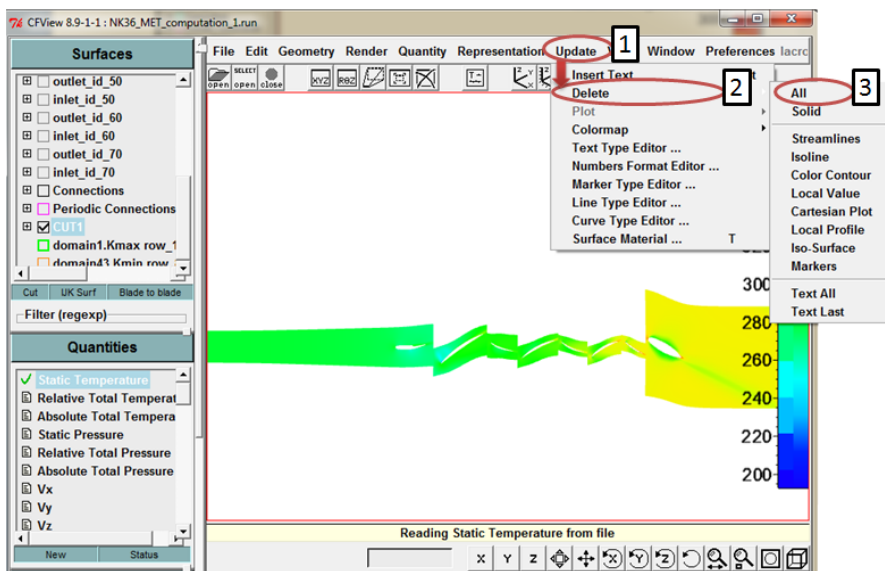 CFView 8.9-1-1 : NK36_MET_computation_1.run
Surfaces
outlet_id_50
inlet_id_50
outlet_id_60
inlet_id_60
outlet_id_70
inlet_id_70
Connections
Periodic Connections
CUT1
domain1.Kmax row_1
domain43.Kmin row
Cut UK Surf Blade to blade
Filter (regexp)
Quantities
Static Temperature
Relative Total Temperat
Absolute Total Tempera
Static Pressure
Relative Total Pressure
Absolute Total Pressure
Vx
Vy
Vz
New Status
File Edit Geometry Render Quantity Representation Update 1 Window Preferences lacro
open SELECT open close XYZ RθZ
Insert Text t
Delete 2
Plot
Colormap
Text Type Editor ...
Numbers Format Editor ...
Marker Type Editor ...
Line Type Editor ...
Curve Type Editor ...
Surface Material ... T
All 3
Solid
Streamlines
Isoline
Color Contour
Local Value
Cartesian Plot
Local Profile
Iso-Surface
Markers
Text All
Text Last
300
280
260
240
220
200
Reading Static Temperature from file
X Y Z X Y Z